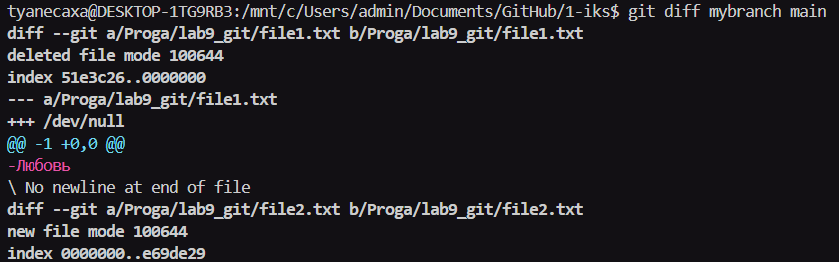 tyanecaxa@DESKTOP-1TG9RB3:/mnt/c/Users/admin/Documents/GitHub/1-iks$ git diff mybranch main
diff --git a/Proga/lab9_git/file1.txt b/Proga/lab9_git/file1.txt
deleted file mode 100644
index 51e3c26..0000000
--- a/Proga/lab9_git/file1.txt
+++ /dev/null
@@ -1 +0,0 @@
-Любовь
\ No newline at end of file
diff --git a/Proga/lab9_git/file2.txt b/Proga/lab9_git/file2.txt
new file mode 100644
index 0000000..e69de29